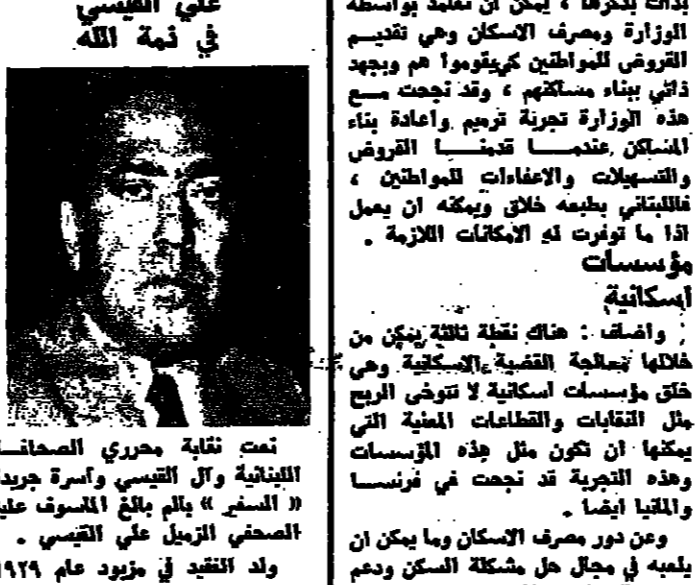 بدأت بذكرها ، يمكن ان تعتمد بواسطة
الوزارة ومصرف الاسكان وهي تقديم
القروض للمواطنين كي يقوموا هم وبجهد
ذاتي ببناء مساكنهم ، وقد نجحت مع
هذه الوزارة تجربة ترميم واعادة بناء
المساكن عندما قدمنا القروض
والتسهيلات والاعفاءات للمواطنين ،
فاللبناني بطبعه خلاق ويمكنه ان يعمل
اذا ما توفرت له الامكانات اللازمة .
مؤسسات
اسكانية
واضاف : هناك نقطة ثالثة يمكن من
خلالها معالجة القضية الاسكانية وهي
خلق مؤسسات اسكانية لا تتوخى الربح
مثل النقابات والقطاعات المعنية التي
يمكنها ان تكون مثل هذه المؤسسات
وهذه التجربة قد نجحت في فرنسا
والمانيا ايضا .
وعن دور مصرف الاسكان وما يمكن ان
يلعبه في مجال حل مشكلة السكن ودعم
علي القيسي
في ذمة الله
نعت نقابة محرري الصحافة
اللبنانية وآل القيسي وأسرة جريدة
« السفير » بالم بالغ المأسوف عليه
الصحفي الزميل علي القيسي .
ولد الفقيد في مزبود عام ١٩٢٩